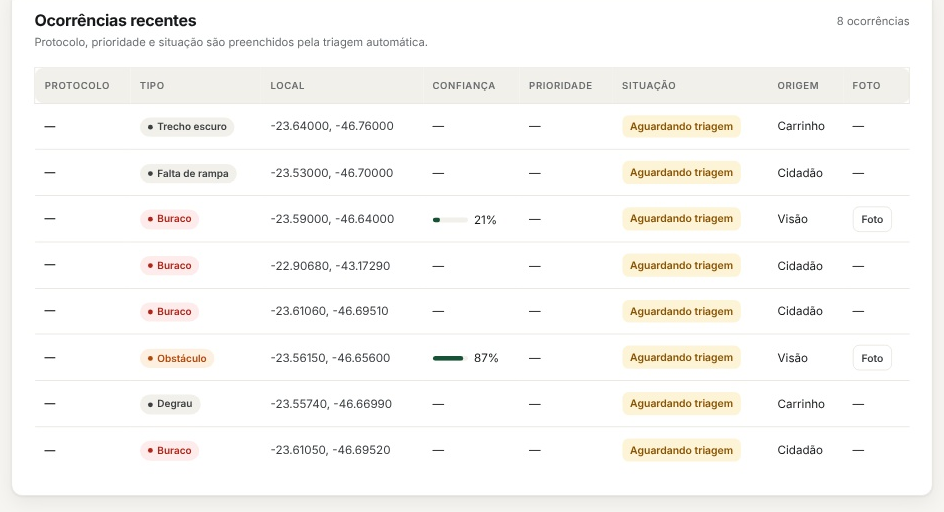 Ocorrências recentes 8 ocorrências
Protocolo, prioridade e situação são preenchidos pela triagem automática.
PROTOCOLO TIPO LOCAL CONFIANÇA PRIORIDADE SITUAÇÃO ORIGEM FOTO
— Trecho escuro -23.64000, -46.76000 — — Aguardando triagem Carrinho —
— Falta de rampa -23.53000, -46.70000 — — Aguardando triagem Cidadão —
— Buraco -23.59000, -46.64000 21% — Aguardando triagem Visão Foto
— Buraco -22.90680, -43.17290 — — Aguardando triagem Cidadão —
— Buraco -23.61060, -46.69510 — — Aguardando triagem Cidadão —
— Obstáculo -23.56150, -46.65600 87% — Aguardando triagem Visão Foto
— Degrau -23.55740, -46.66990 — — Aguardando triagem Carrinho —
— Buraco -23.61050, -46.69520 — — Aguardando triagem Cidadão —